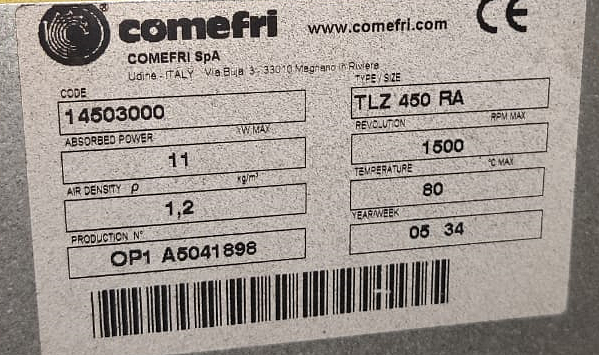 comefri www.comefri.com CE
COMEFRI SpA
Udine - ITALY Via Buja 3 33010 Magnano in Riviera
CODE TYPE / SIZE
14503000 TLZ 450 RA
ABSORBED POWER KW MAX REVOLUTION RPM MAX
11 1500
AIR DENSITY ρ kg/m³ TEMPERATURE °C MAX
1,2 80
PRODUCTION N° YEAR/WEEK
OP1 A5041898 05 34